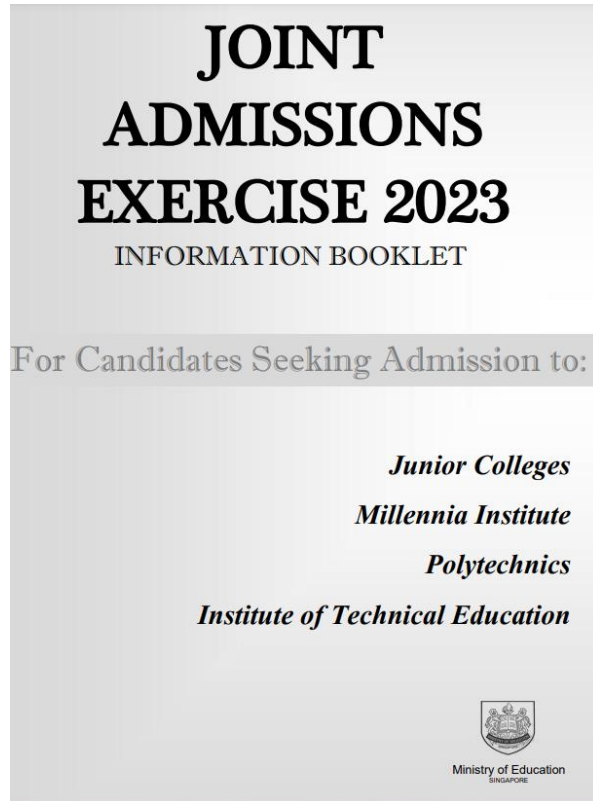 JOINT
ADMISSIONS
EXERCISE 2023
INFORMATION BOOKLET
For Candidates Seeking Admission to:
Junior Colleges
Millennia Institute
Polytechnics
Institute of Technical Education
Ministry of Education
SINGAPORE